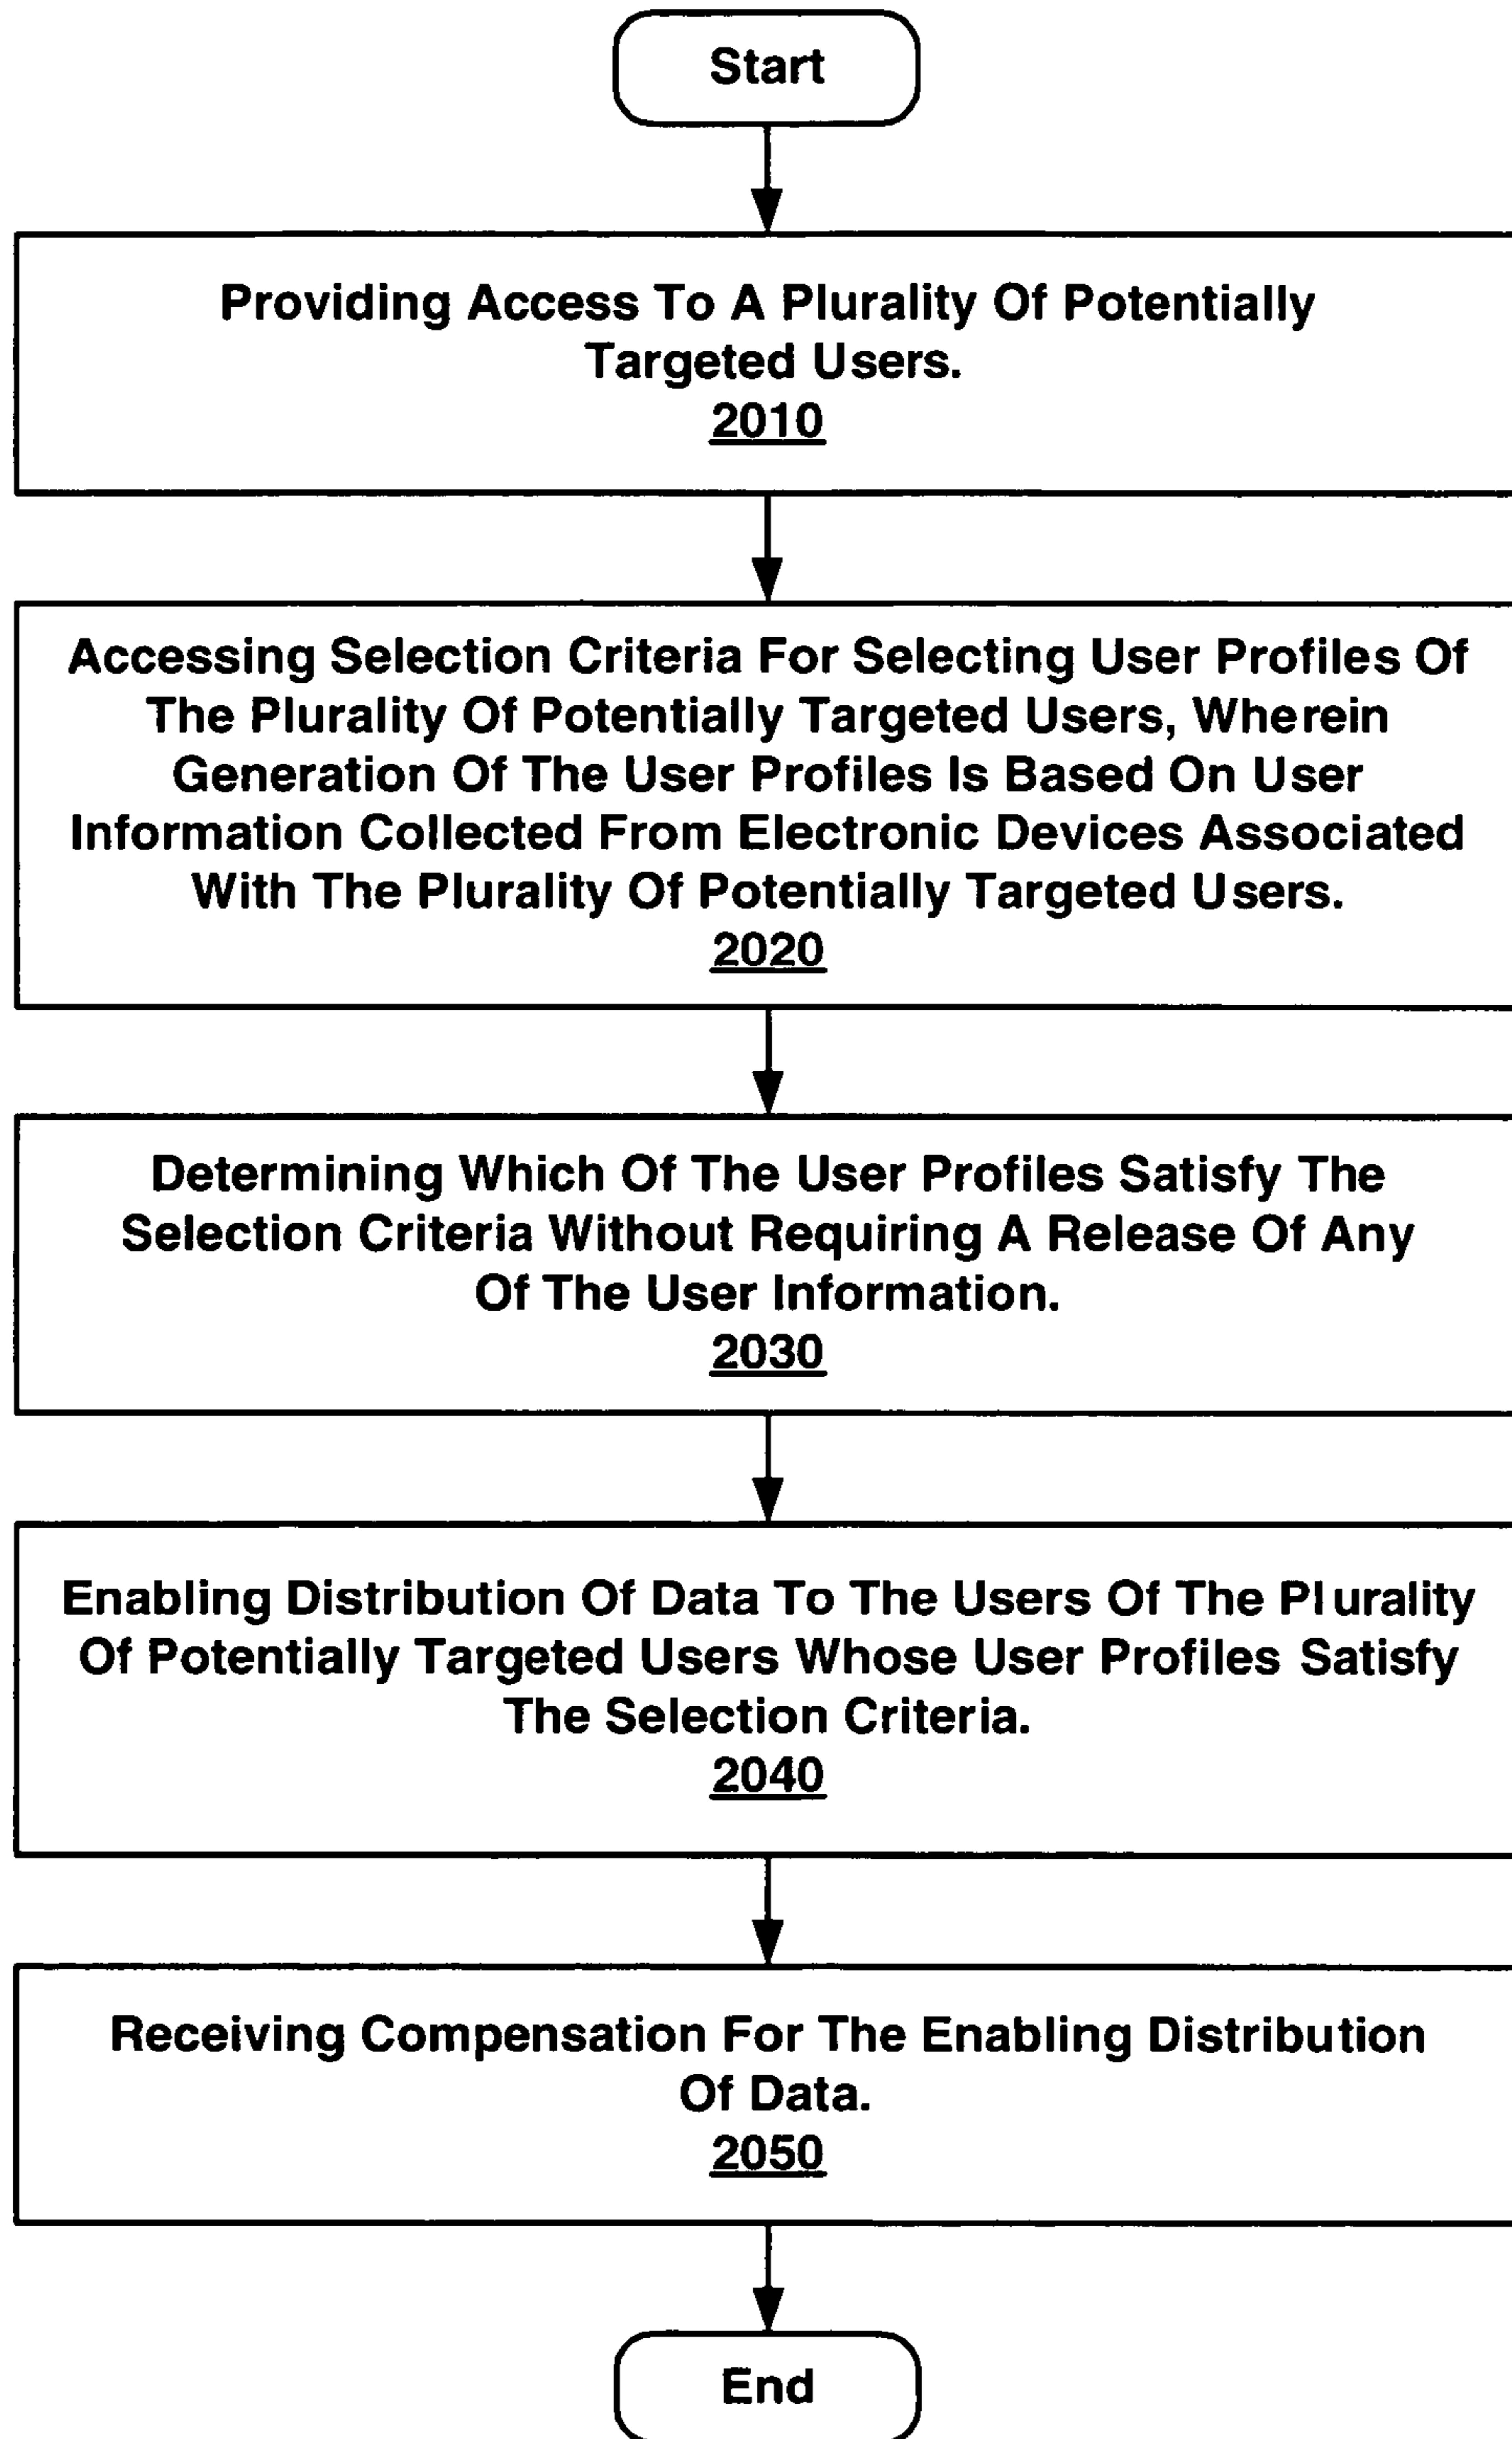 Start
Providing Access To A Plurality Of Potentially
Targeted Users.
2010
Accessing Selection Criteria For Selecting User Profiles Of
The Plurality Of Potentially Targeted Users, Wherein
Generation Of The User Profiles Is Based On User
Information Collected From Electronic Devices Associated
With The Plurality Of Potentially Targeted Users.
2020
Determining Which Of The User Profiles Satisfy The
Selection Criteria Without Requiring A Release Of Any
Of The User Information.
2030
Enabling Distribution Of Data To The Users Of The Plurality
Of Potentially Targeted Users Whose User Profiles Satisfy
The Selection Criteria.
2040
Receiving Compensation For The Enabling Distribution
Of Data.
2050
End